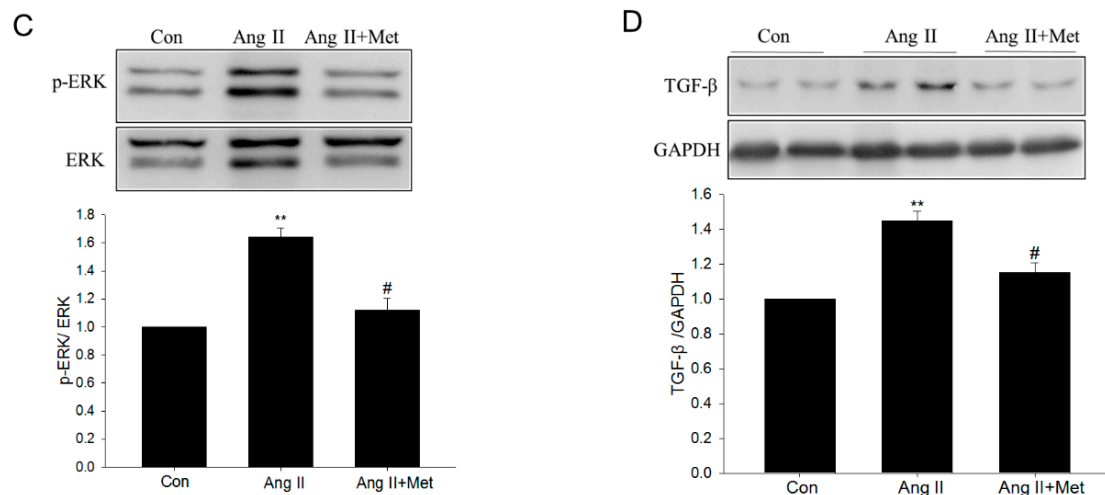 C
Con Ang II Ang II+Met
p-ERK
ERK
p-ERK/ ERK
1.8
1.6
1.4
1.2
1.0
0.8
0.6
0.4
0.2
0.0
**
#
Con Ang II Ang II+Met
D
Con Ang II Ang II+Met
TGF-β
GAPDH
TGF-β /GAPDH
1.6
1.4
1.2
1.0
0.8
0.6
0.4
0.2
0.0
**
#
Con Ang II Ang II+Met